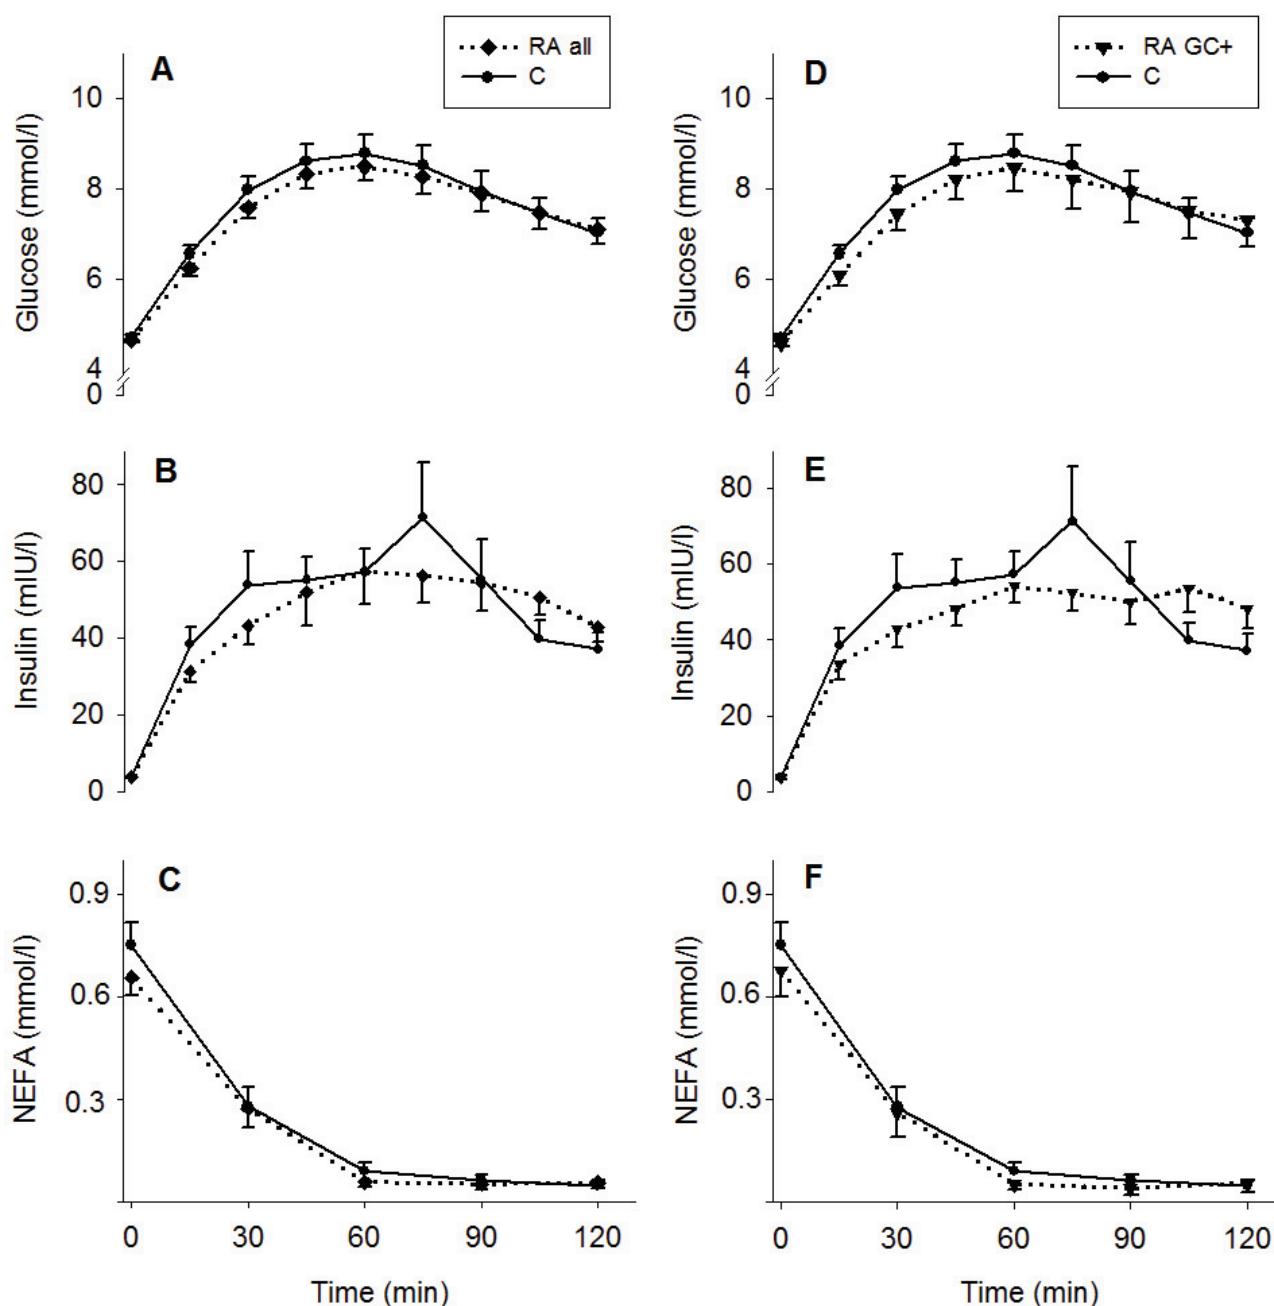 RA all
C
A
10
8
6
4
0
Glucose (mmol/l)
RA GC+
C
D
10
8
6
4
0
Glucose (mmol/l)
B
80
60
40
20
0
Insulin (mIU/l)
E
80
60
40
20
0
Insulin (mIU/l)
C
0.9
0.6
0.3
NEFA (mmol/l)
0 30 60 90 120
Time (min)
F
0.9
0.6
0.3
NEFA (mmol/l)
0 30 60 90 120
Time (min)